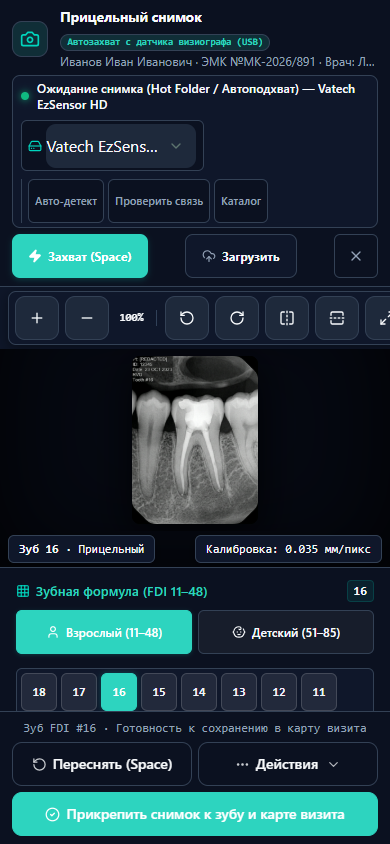 Прицельный снимок
Автозахват с датчика визиографа (USB)
Иванов Иван Иванович · ЭМК №МК-2026/891 · Врач: Л...
Ожидание снимка (Hot Folder / Автоподхват) — Vatech
EzSensor HD
Vatech EzSens...
Авто-детект
Проверить связь
Каталог
Захват (Space)
Загрузить
100%
[REDACTED]
Зуб 16 · Прицельный
Калибровка: 0.035 мм/пикс
Зубная формула (FDI 11–48)
16
Взрослый (11–48)
Детский (51–85)
18 17 16 15 14 13 12 11
Зуб FDI #16 · Готовность к сохранению в карту визита
Переснять (Space)
Действия
Прикрепить снимок к зубу и карте визита